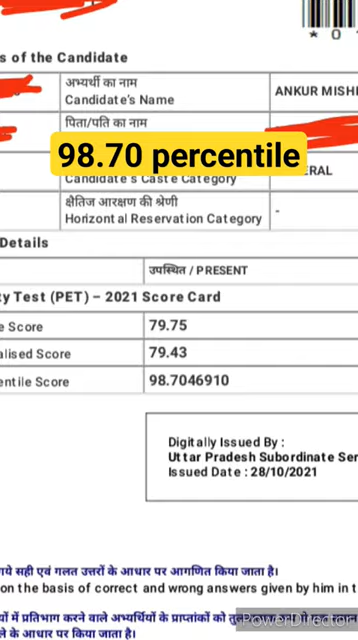 * 0
s of the Candidate
अभ्यर्थी का नाम
Candidate's Name
ANKUR MISH
पिता/पति का नाम
98.70 percentile
Candidate's Caste Category
ERAL
क्षैतिज आरक्षण की श्रेणी
Horizontal Reservation Category
-
Details
उपस्थित / PRESENT
ty Test (PET) – 2021 Score Card
e Score
79.75
alised Score
79.43
entile Score
98.7046910
Digitally Issued By :
Uttar Pradesh Subordinate Ser
Issued Date : 28/10/2021
गये सही एवं गलत उत्तरों के आधार पर आगणित किया जाता है।
on the basis of correct and wrong answers given by him in t
यों में प्रतिभाग करने वाले अभ्यर्थियों के प्राप्तांकों को
PowerDirector
ले के आधार पर किया जाता है।